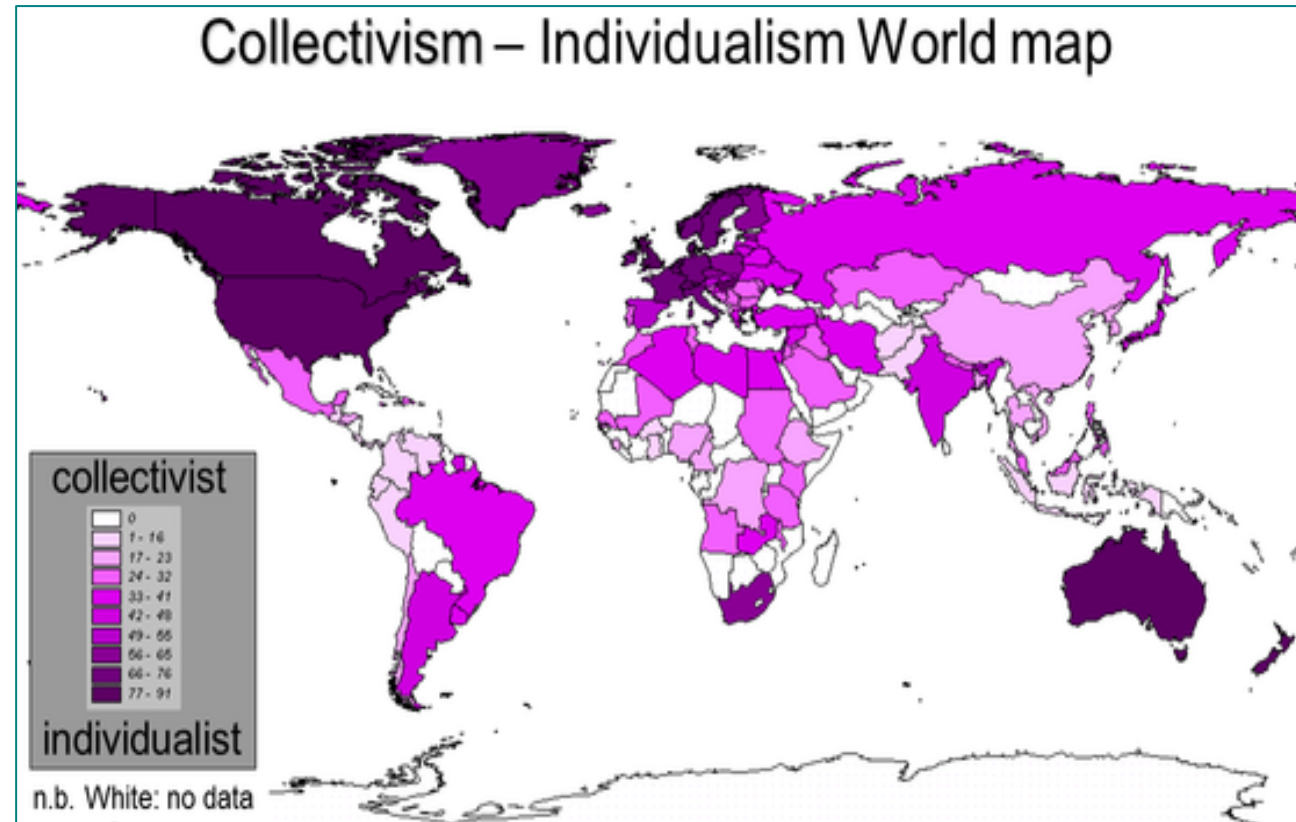 Collectivism – Individualism World map
collectivist
0
1 - 16
17 - 23
24 - 32
33 - 41
42 - 48
49 - 55
56 - 65
66 - 76
77 - 91
individualist
n.b. White: no data